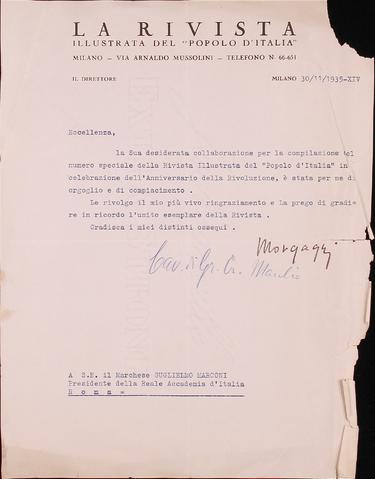 LA RIVISTA
ILLUSTRATA DEL "POPOLO D'ITALIA"
MILANO — VIA ARNALDO MUSSOLINI — TELEFONO N. 66-451
IL DIRETTORE
MILANO 30/11/1935-XIV
Eccellenza,
la Sua desiderata collaborazione per la compilazione del
numero speciale della Rivista Illustrata del "Popolo d'Italia" in
celebrazione dell'Anniversario della Rivoluzione, è stata per me di
orgoglio e di compiacimento .
Le rivolgo il mio più vivo ringraziamento e La prego di gradi=
re in ricordo l'unito esemplare della Rivista .
Gradisca i miei distinti ossequi .
Morgagni
A S.E. il Marchese GUGLIELMO MARCONI
Presidente della Reale Accademia d'Italia
R o m a =